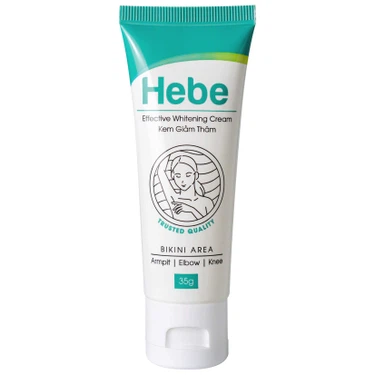 Hebe
Effective Whitening Cream
Kem Giảm Thâm
TRUSTED QUALITY
BIKINI AREA
Armpit | Elbow | Knee
35g